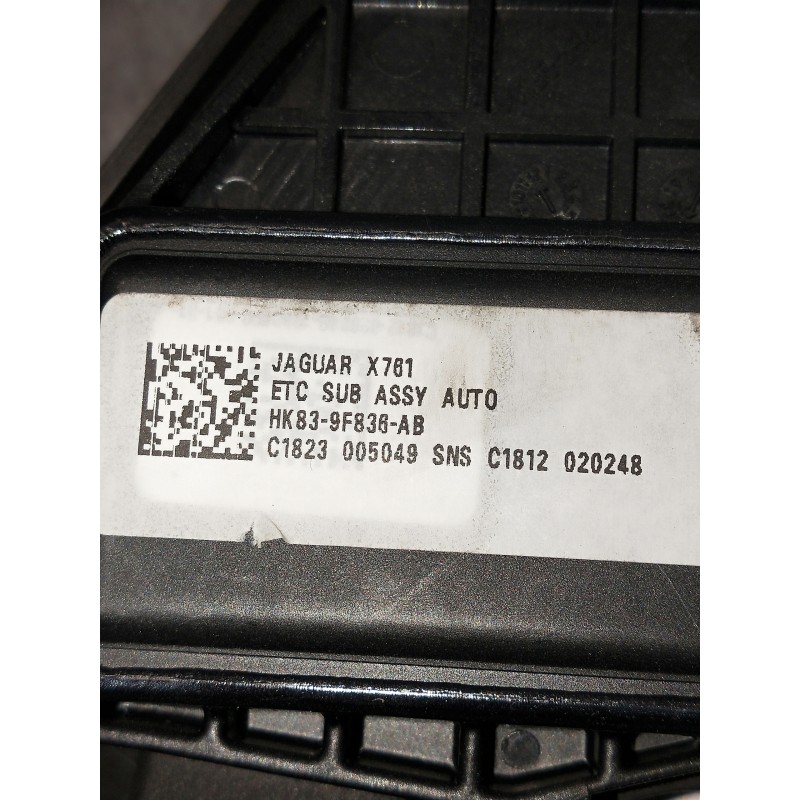 JAGUAR X761
ETC SUB ASSY AUTO
HK83-9F836-AB
C1823 005049 SNS C1812 020248